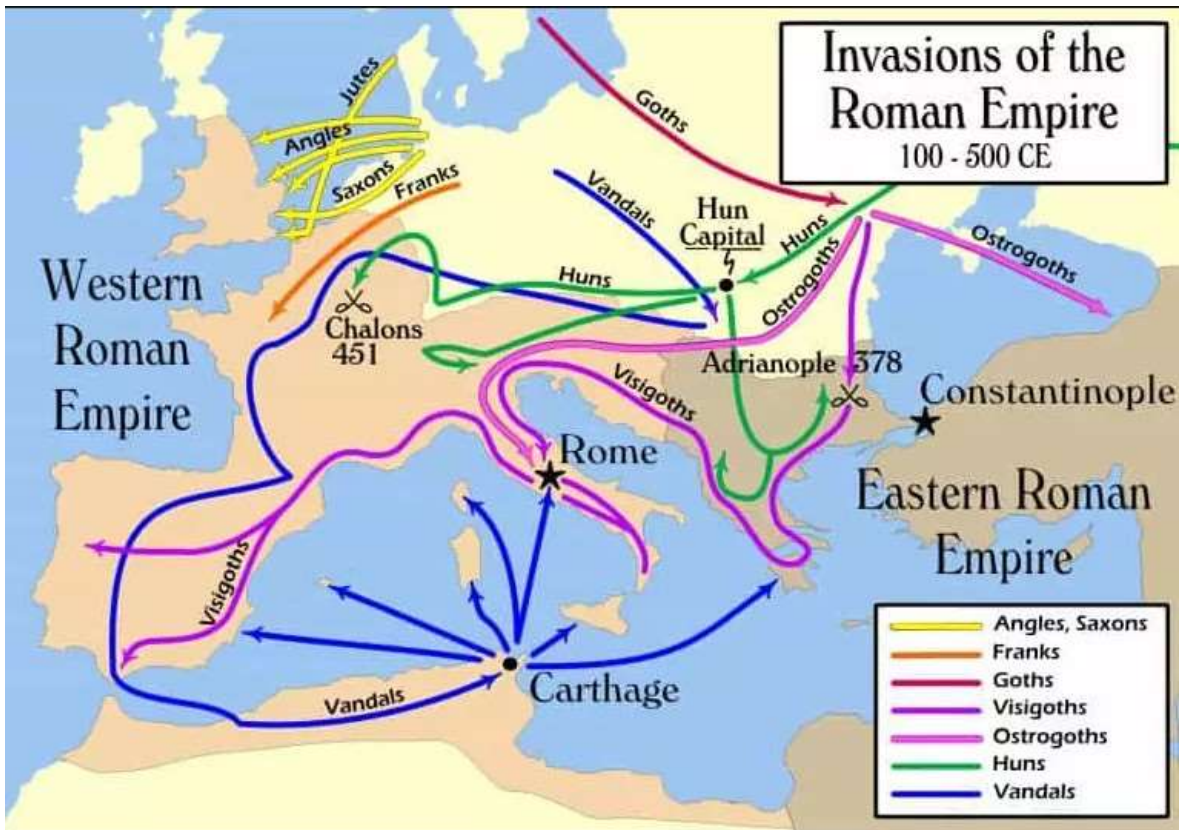 Invasions of the
Roman Empire
100 - 500 CE
Jutes
Angles
Saxons
Franks
Goths
Vandals
Hun
Capital
Huns
Ostrogoths
Ostrogoths
Huns
Western
Roman
Empire
Chalons
451
Adrianople 378
Visigoths
Constantinople
Rome
Eastern Roman
Empire
Visigoths
Vandals
Carthage
Angles, Saxons
Franks
Goths
Visigoths
Ostrogoths
Huns
Vandals